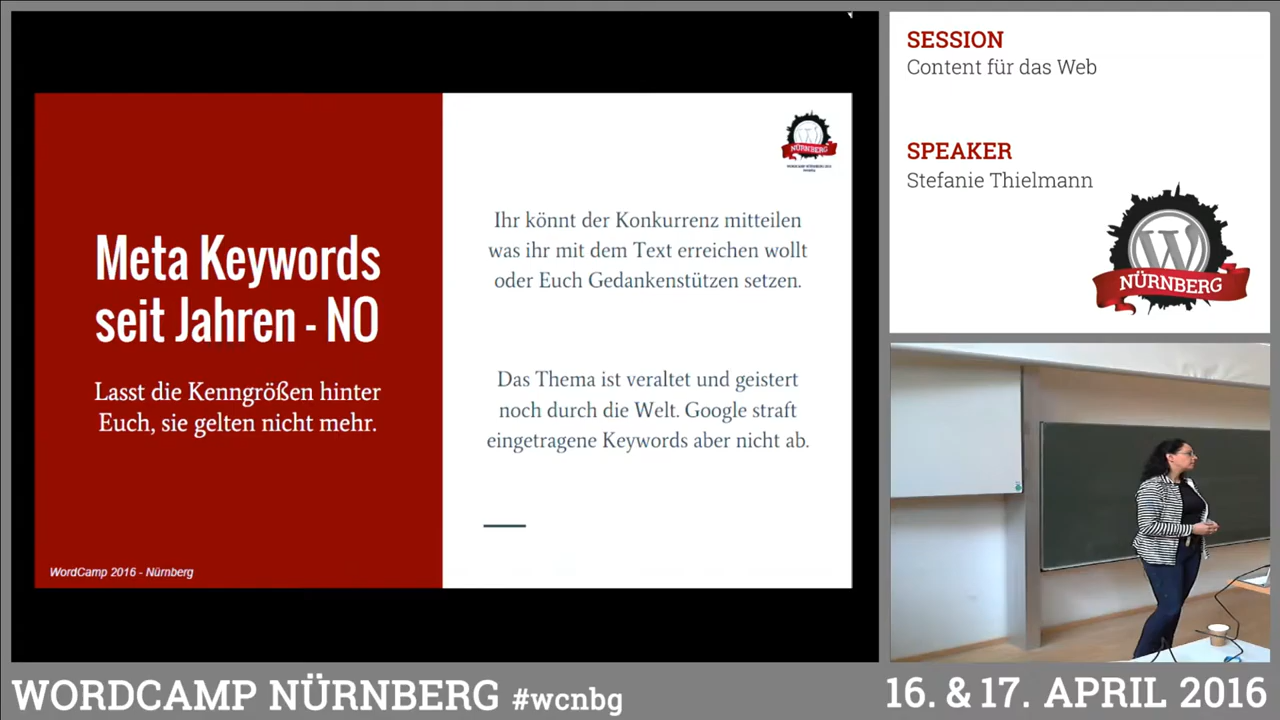 Meta Keywords
seit Jahren - NO
Lasst die Kenngrößen hinter
Euch, sie gelten nicht mehr.
WordCamp 2016 - Nürnberg
NÜRNBERG
WORDCAMP NÜRNBERG 2016
Ihr könnt der Konkurrenz mitteilen
was ihr mit dem Text erreichen wollt
oder Euch Gedankenstützen setzen.
Das Thema ist veraltet und geistert
noch durch die Welt. Google straft
eingetragene Keywords aber nicht ab.
SESSION
Content für das Web
SPEAKER
Stefanie Thielmann
W
NÜRNBERG
WORDCAMP NÜRNBERG #wcnbg
16. & 17. APRIL 2016